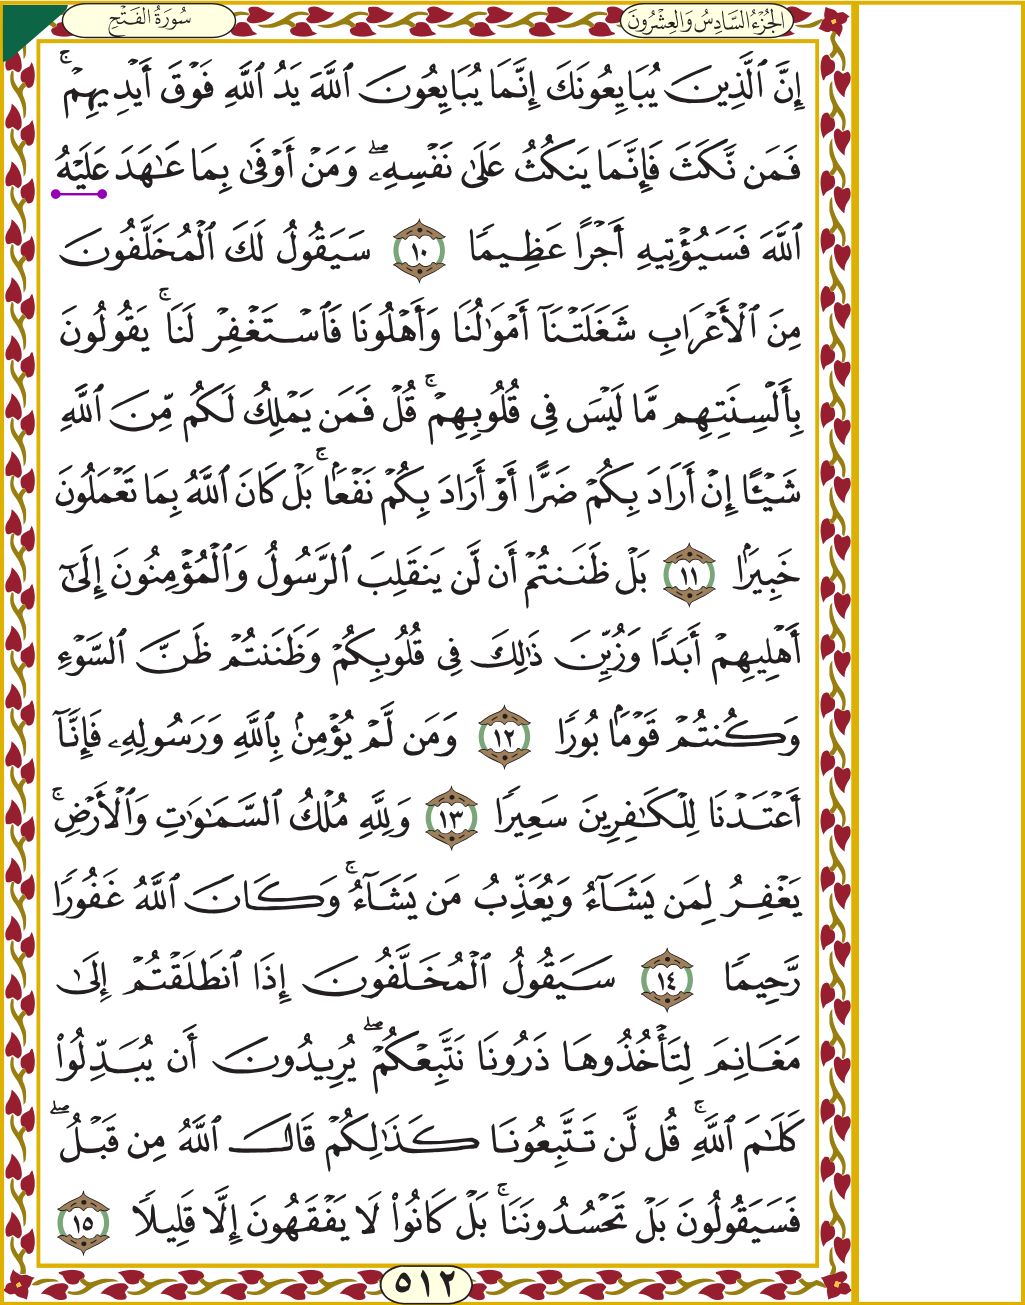 الجُزْءُ السَّادِسُ وَالعِشْرُونَ
سُورَةُ الفَتْحِ
إِنَّ ٱلَّذِينَ يُبَايِعُونَكَ إِنَّمَا يُبَايِعُونَ ٱللَّهَ يَدُ ٱللَّهِ فَوْقَ أَيْدِيهِمْۚ
فَمَن نَّكَثَ فَإِنَّمَا يَنكُثُ عَلَىٰ نَفْسِهِۦۖ وَمَنْ أَوْفَىٰ بِمَا عَٰهَدَ عَلَيْهُ
ٱللَّهَ فَسَيُؤْتِيهِ أَجْرًا عَظِيمًا ١٠ سَيَقُولُ لَكَ ٱلْمُخَلَّفُونَ
مِنَ ٱلْأَعْرَابِ شَغَلَتْنَآ أَمْوَٰلُنَا وَأَهْلُونَا فَٱسْتَغْفِرْ لَنَاۚ يَقُولُونَ
بِأَلْسِنَتِهِم مَّا لَيْسَ فِى قُلُوبِهِمْۚ قُلْ فَمَن يَمْلِكُ لَكُم مِّنَ ٱللَّهِ
شَيْـًٔا إِنْ أَرَادَ بِكُمْ ضَرًّا أَوْ أَرَادَ بِكُمْ نَفْعَۢاۚ بَلْ كَانَ ٱللَّهُ بِمَا تَعْمَلُونَ
خَبِيرَۢا ١١ بَلْ ظَنَنتُمْ أَن لَّن يَنقَلِبَ ٱلرَّسُولُ وَٱلْمُؤْمِنُونَ إِلَىٰٓ
أَهْلِيهِمْ أَبَدًا وَزُيِّنَ ذَٰلِكَ فِى قُلُوبِكُمْ وَظَنَنتُمْ ظَنَّ ٱلسَّوْءِ
وَكُنتُمْ قَوْمَۢا بُورًا ١٢ وَمَن لَّمْ يُؤْمِنۢ بِٱللَّهِ وَرَسُولِهِۦ فَإِنَّآ
أَعْتَدْنَا لِلْكَٰفِرِينَ سَعِيرًا ١٣ وَلِلَّهِ مُلْكُ ٱلسَّمَٰوَٰتِ وَٱلْأَرْضِۚ
يَغْفِرُ لِمَن يَشَآءُ وَيُعَذِّبُ مَن يَشَآءُۚ وَكَانَ ٱللَّهُ غَفُورًا
رَّحِيمًا ١٤ سَيَقُولُ ٱلْمُخَلَّفُونَ إِذَا ٱنطَلَقْتُمْ إِلَىٰ
مَغَانِمَ لِتَأْخُذُوهَا ذَرُونَا نَتَّبِعْكُمْۖ يُرِيدُونَ أَن يُبَدِّلُوا۟
كَلَٰمَ ٱللَّهِۚ قُل لَّن تَتَّبِعُونَا كَذَٰلِكُمْ قَالَ ٱللَّهُ مِن قَبْلُۖ
فَسَيَقُولُونَ بَلْ تَحْسُدُونَنَاۚ بَلْ كَانُوا۟ لَا يَفْقَهُونَ إِلَّا قَلِيلًا ١٥
٥١٢